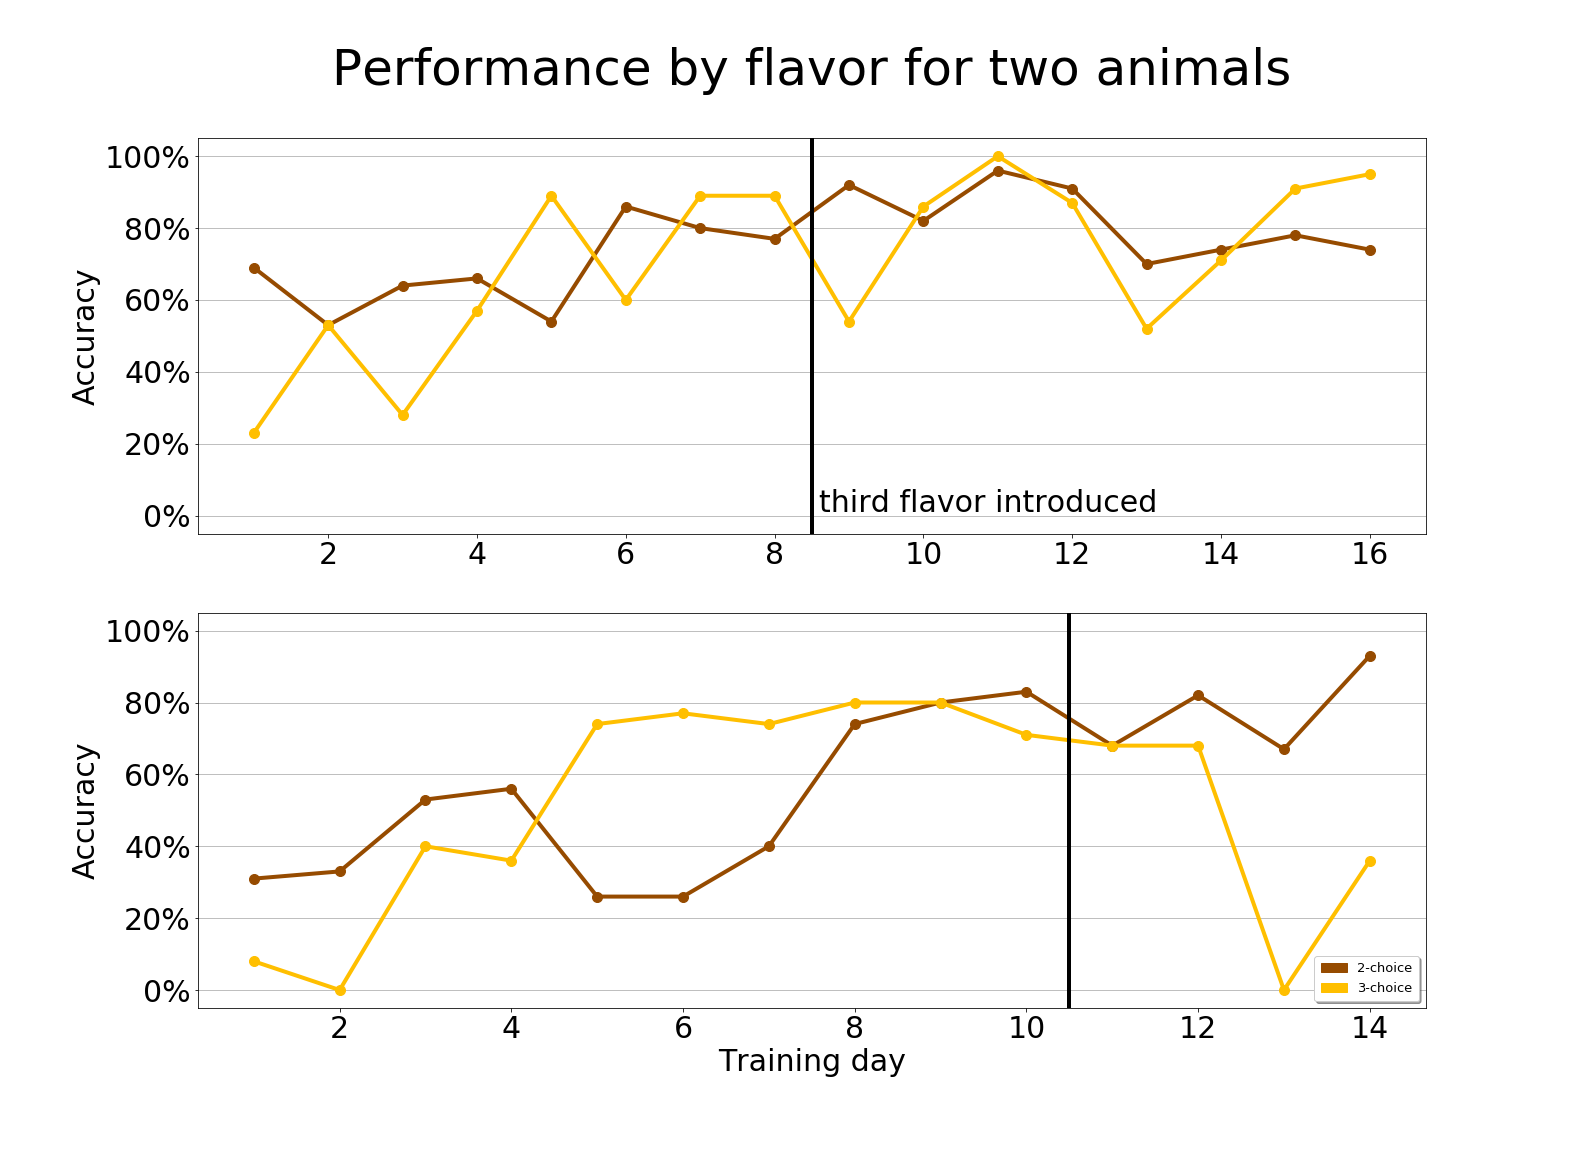 Performance by flavor for two animals
100%
80%
60%
40%
20%
0%
Accuracy
third flavor introduced
2 4 6 8 10 12 14 16
100%
80%
60%
40%
20%
0%
Accuracy
2-choice
3-choice
2 4 6 8 10 12 14
Training day